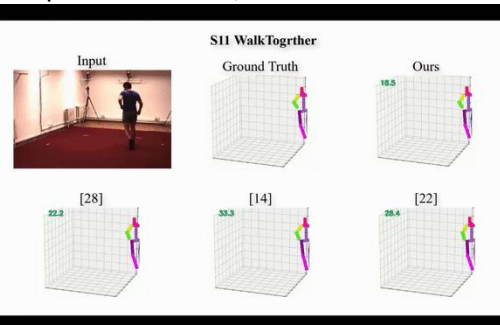 S11 WalkTogrther
Input
Ground Truth
Ours
18.5
[28]
[14]
[22]
22.2
33.3
28.4